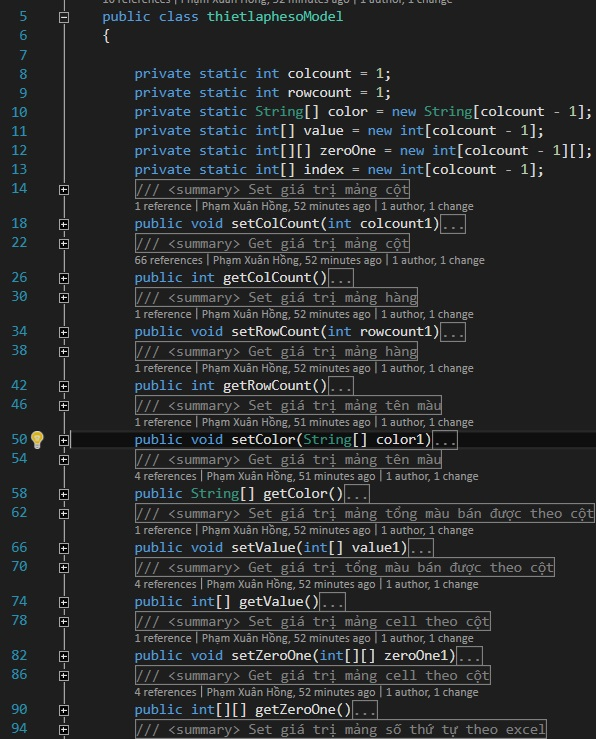 10 references | Phạm Xuân Hồng, 52 minutes ago | 1 author, 1 change
5 public class thietlaphesoModel
6 {
7
8 private static int colcount = 1;
9 private static int rowcount = 1;
10 private static String[] color = new String[colcount - 1];
11 private static int[] value = new int[colcount - 1];
12 private static int[][] zeroOne = new int[colcount - 1][];
13 private static int[] index = new int[colcount - 1];
14 /// <summary> Set giá trị mảng cột
1 reference | Phạm Xuân Hồng, 52 minutes ago | 1 author, 1 change
18 public void setColCount(int colcount1)...
22 /// <summary> Get giá trị mảng cột
66 references | Phạm Xuân Hồng, 52 minutes ago | 1 author, 1 change
26 public int getColCount()...
30 /// <summary> Set giá trị mảng hàng
1 reference | Phạm Xuân Hồng, 52 minutes ago | 1 author, 1 change
34 public void setRowCount(int rowcount1)...
38 /// <summary> Get giá trị mảng hàng
1 reference | Phạm Xuân Hồng, 52 minutes ago | 1 author, 1 change
42 public int getRowCount()...
46 /// <summary> Set giá trị mảng tên màu
1 reference | Phạm Xuân Hồng, 51 minutes ago | 1 author, 1 change
50 public void setColor(String[] color1)...
54 /// <summary> Get giá trị mảng tên màu
4 references | Phạm Xuân Hồng, 51 minutes ago | 1 author, 1 change
58 public String[] getColor()...
62 /// <summary> Set giá trị mảng tổng màu bán được theo cột
1 reference | Phạm Xuân Hồng, 52 minutes ago | 1 author, 1 change
66 public void setValue(int[] value1)...
70 /// <summary> Get giá trị tổng màu bán được theo cột
4 references | Phạm Xuân Hồng, 52 minutes ago | 1 author, 1 change
74 public int[] getValue()...
78 /// <summary> Set giá trị mảng cell theo cột
1 reference | Phạm Xuân Hồng, 52 minutes ago | 1 author, 1 change
82 public void setZeroOne(int[][] zeroOne1)...
86 /// <summary> Get giá trị mảng cell theo cột
4 references | Phạm Xuân Hồng, 52 minutes ago | 1 author, 1 change
90 public int[][] getZeroOne()...
94 /// <summary> Set giá trị mảng số thứ tự theo excel